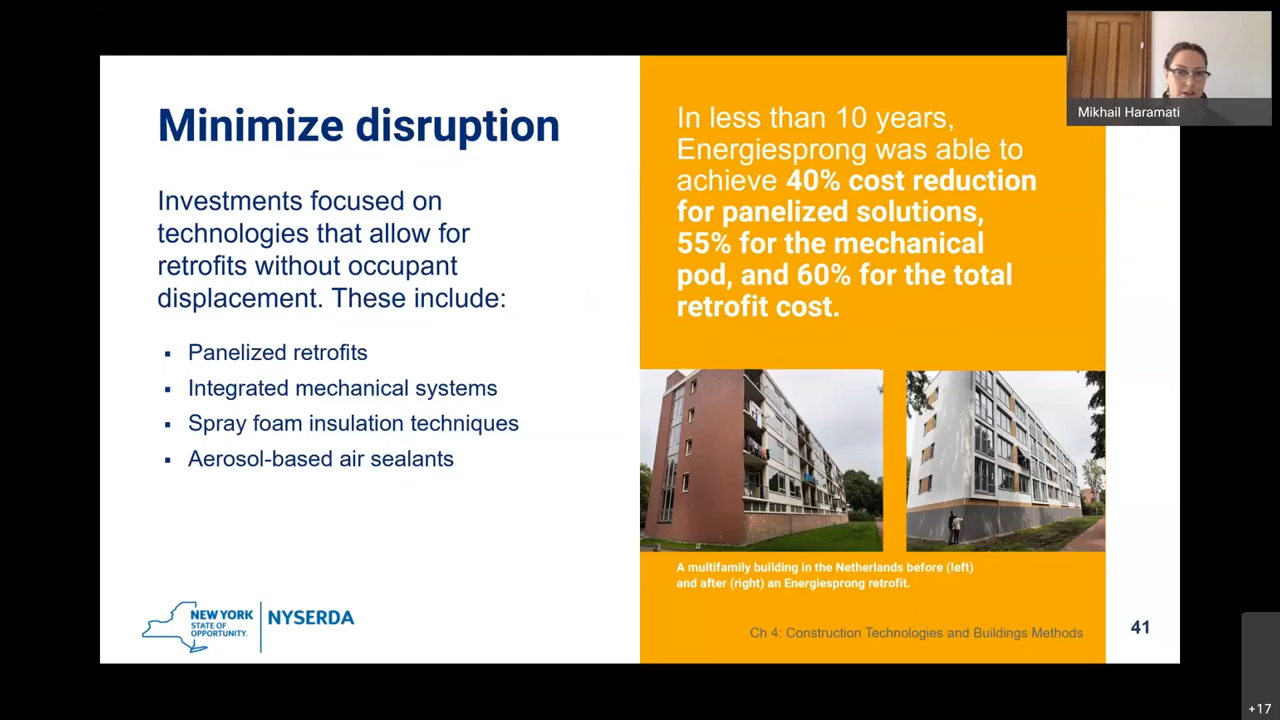 Minimize disruption
Investments focused on
technologies that allow for
retrofits without occupant
displacement. These include:
▪ Panelized retrofits
▪ Integrated mechanical systems
▪ Spray foam insulation techniques
▪ Aerosol-based air sealants
NEW YORK
STATE OF
OPPORTUNITY.
NYSERDA
In less than 10 years,
Energiesprong was able to
achieve 40% cost reduction
for panelized solutions,
55% for the mechanical
pod, and 60% for the total
retrofit cost.
A multifamily building in the Netherlands before (left)
and after (right) an Energiesprong retrofit.
Ch 4: Construction Technologies and Buildings Methods
41
Mikhail Haramati
+17